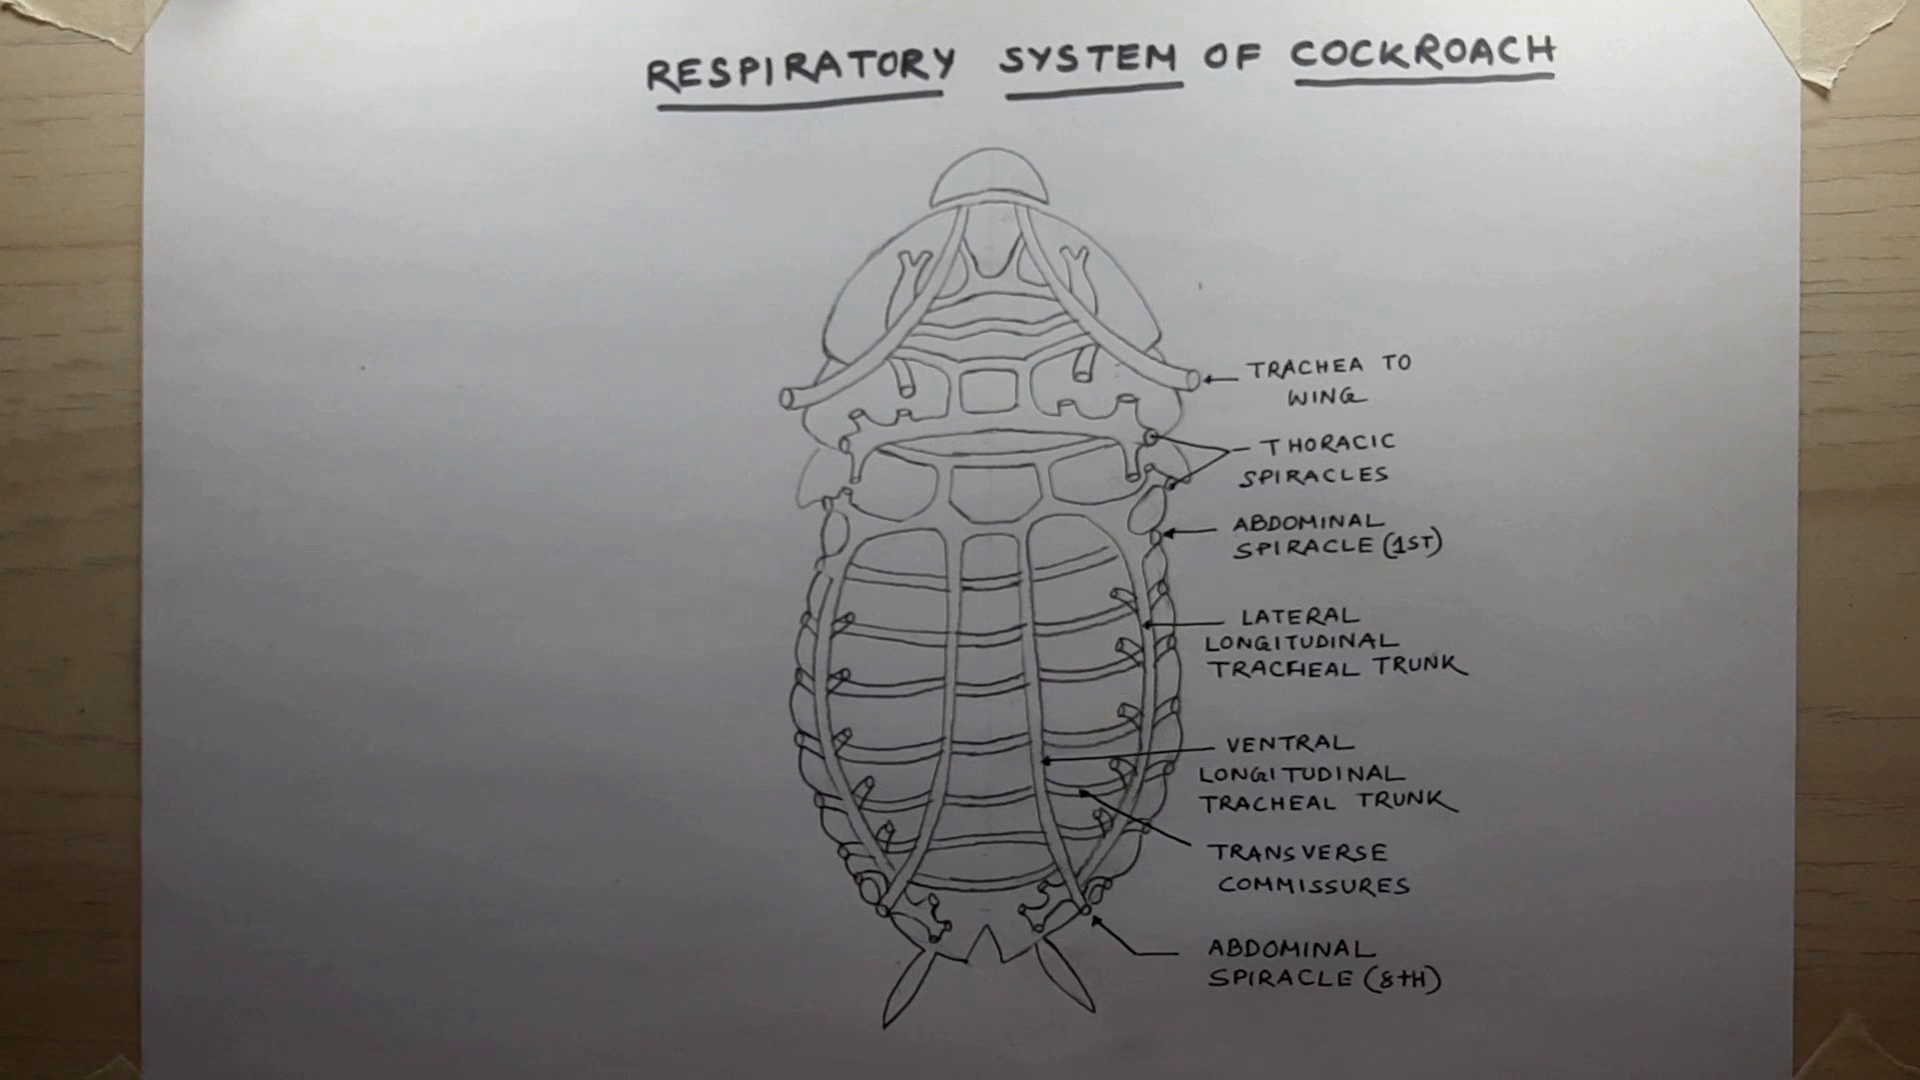 RESPIRATORY SYSTEM OF COCKROACH
TRACHEA TO
WING
THORACIC
SPIRACLES
ABDOMINAL
SPIRACLE (1ST)
LATERAL
LONGITUDINAL
TRACHEAL TRUNK
VENTRAL
LONGITUDINAL
TRACHEAL TRUNK
TRANSVERSE
COMMISSURES
ABDOMINAL
SPIRACLE (8TH)